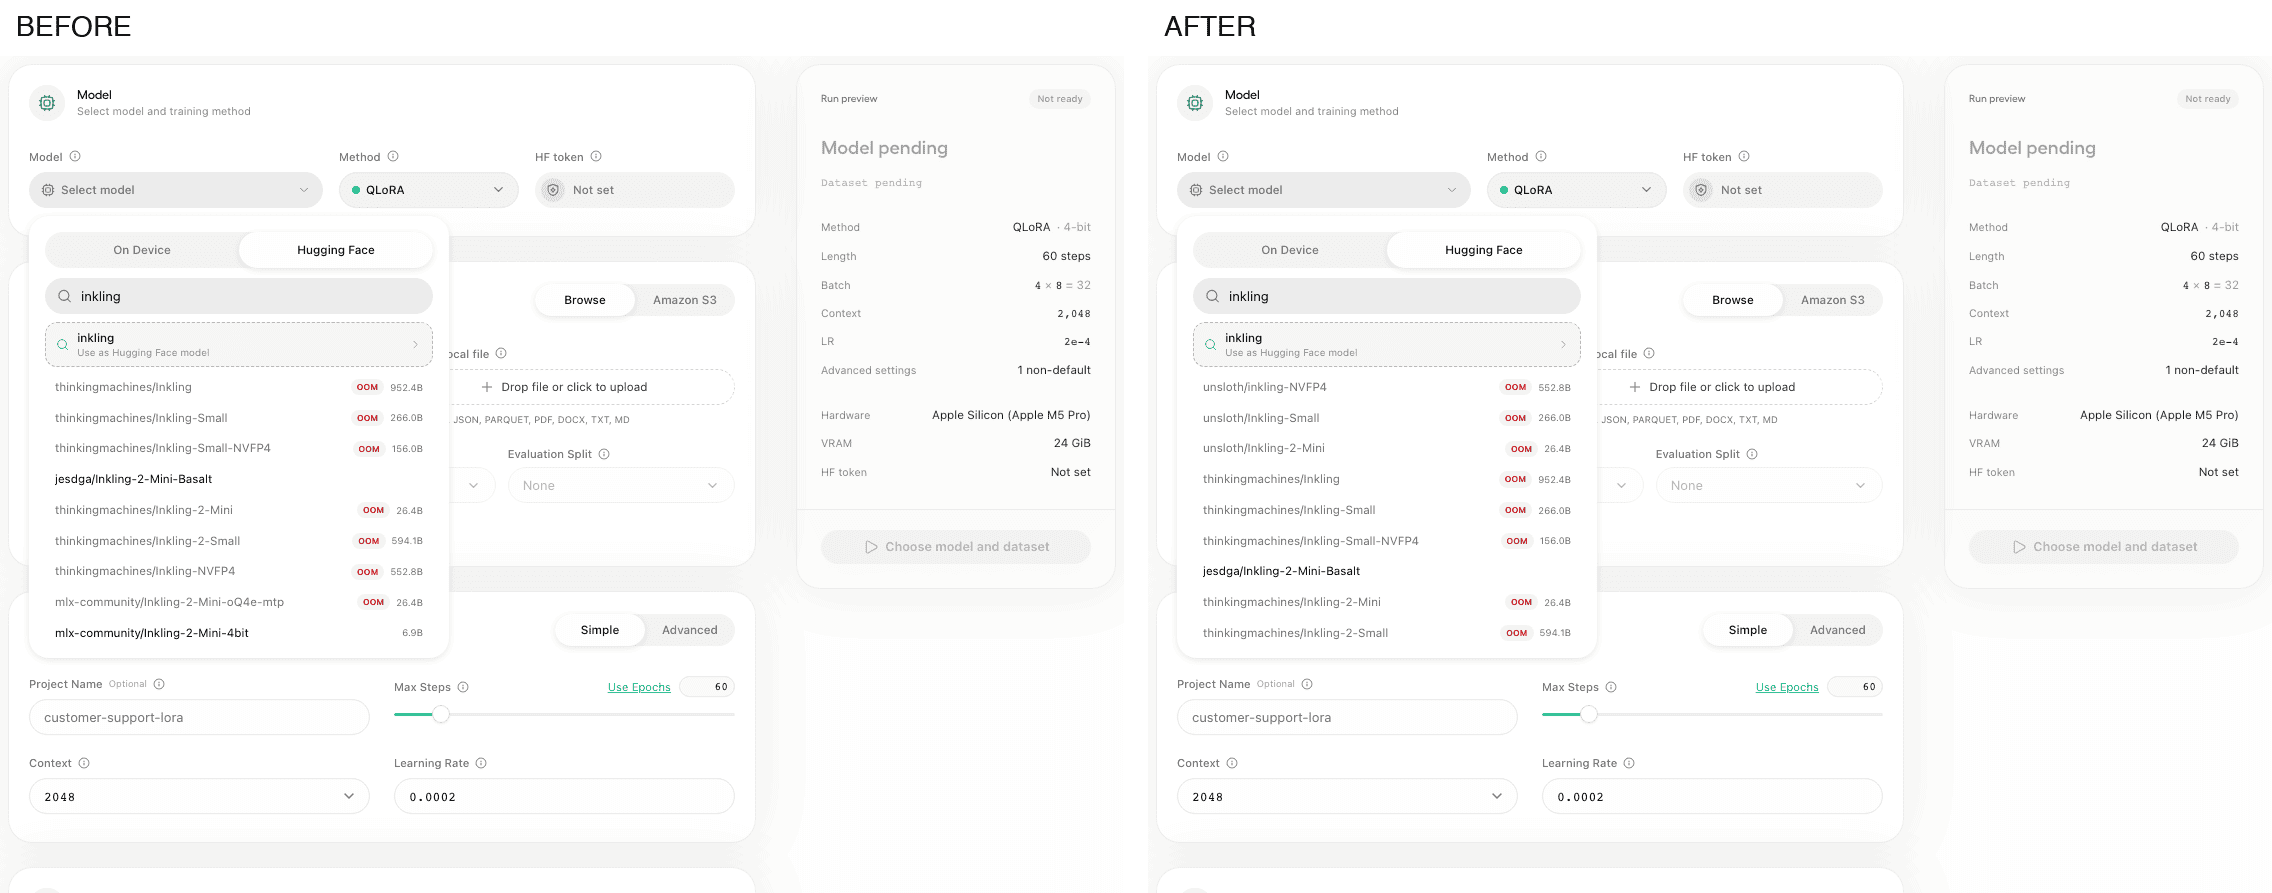 BEFORE
Model
Select model and training method
Model
Method
HF token
Select model
QLoRA
Not set
On Device
Hugging Face
inkling
inkling
Use as Hugging Face model
thinkingmachines/Inkling OOM 952.4B
thinkingmachines/Inkling-Small OOM 266.0B
thinkingmachines/Inkling-Small-NVFP4 OOM 156.0B
jesdga/Inkling-2-Mini-Basalt
thinkingmachines/Inkling-2-Mini OOM 26.4B
thinkingmachines/Inkling-2-Small OOM 594.1B
thinkingmachines/Inkling-NVFP4 OOM 552.8B
mlx-community/Inkling-2-Mini-oQ4e-mtp OOM 26.4B
mlx-community/Inkling-2-Mini-4bit 6.9B
Browse
Amazon S3
ocal file
Drop file or click to upload
JSON, PARQUET, PDF, DOCX, TXT, MD
Evaluation Split
None
Simple
Advanced
Project Name Optional
customer-support-lora
Max Steps
Use Epochs
60
Context
2048
Learning Rate
0.0002
Run preview
Not ready
Model pending
Dataset pending
Method QLoRA · 4-bit
Length 60 steps
Batch 4 × 8 = 32
Context 2,048
LR 2e-4
Advanced settings 1 non-default
Hardware Apple Silicon (Apple M5 Pro)
VRAM 24 GiB
HF token Not set
Choose model and dataset
AFTER
Model
Select model and training method
Model
Method
HF token
Select model
QLoRA
Not set
On Device
Hugging Face
inkling
inkling
Use as Hugging Face model
unsloth/inkling-NVFP4 OOM 552.8B
unsloth/Inkling-Small OOM 266.0B
unsloth/Inkling-2-Mini OOM 26.4B
thinkingmachines/Inkling OOM 952.4B
thinkingmachines/Inkling-Small OOM 266.0B
thinkingmachines/Inkling-Small-NVFP4 OOM 156.0B
jesdga/Inkling-2-Mini-Basalt
thinkingmachines/Inkling-2-Mini OOM 26.4B
thinkingmachines/Inkling-2-Small OOM 594.1B
Browse
Amazon S3
ocal file
Drop file or click to upload
JSON, PARQUET, PDF, DOCX, TXT, MD
Evaluation Split
None
Simple
Advanced
Project Name Optional
customer-support-lora
Max Steps
Use Epochs
60
Context
2048
Learning Rate
0.0002
Run preview
Not ready
Model pending
Dataset pending
Method QLoRA · 4-bit
Length 60 steps
Batch 4 × 8 = 32
Context 2,048
LR 2e-4
Advanced settings 1 non-default
Hardware Apple Silicon (Apple M5 Pro)
VRAM 24 GiB
HF token Not set
Choose model and dataset